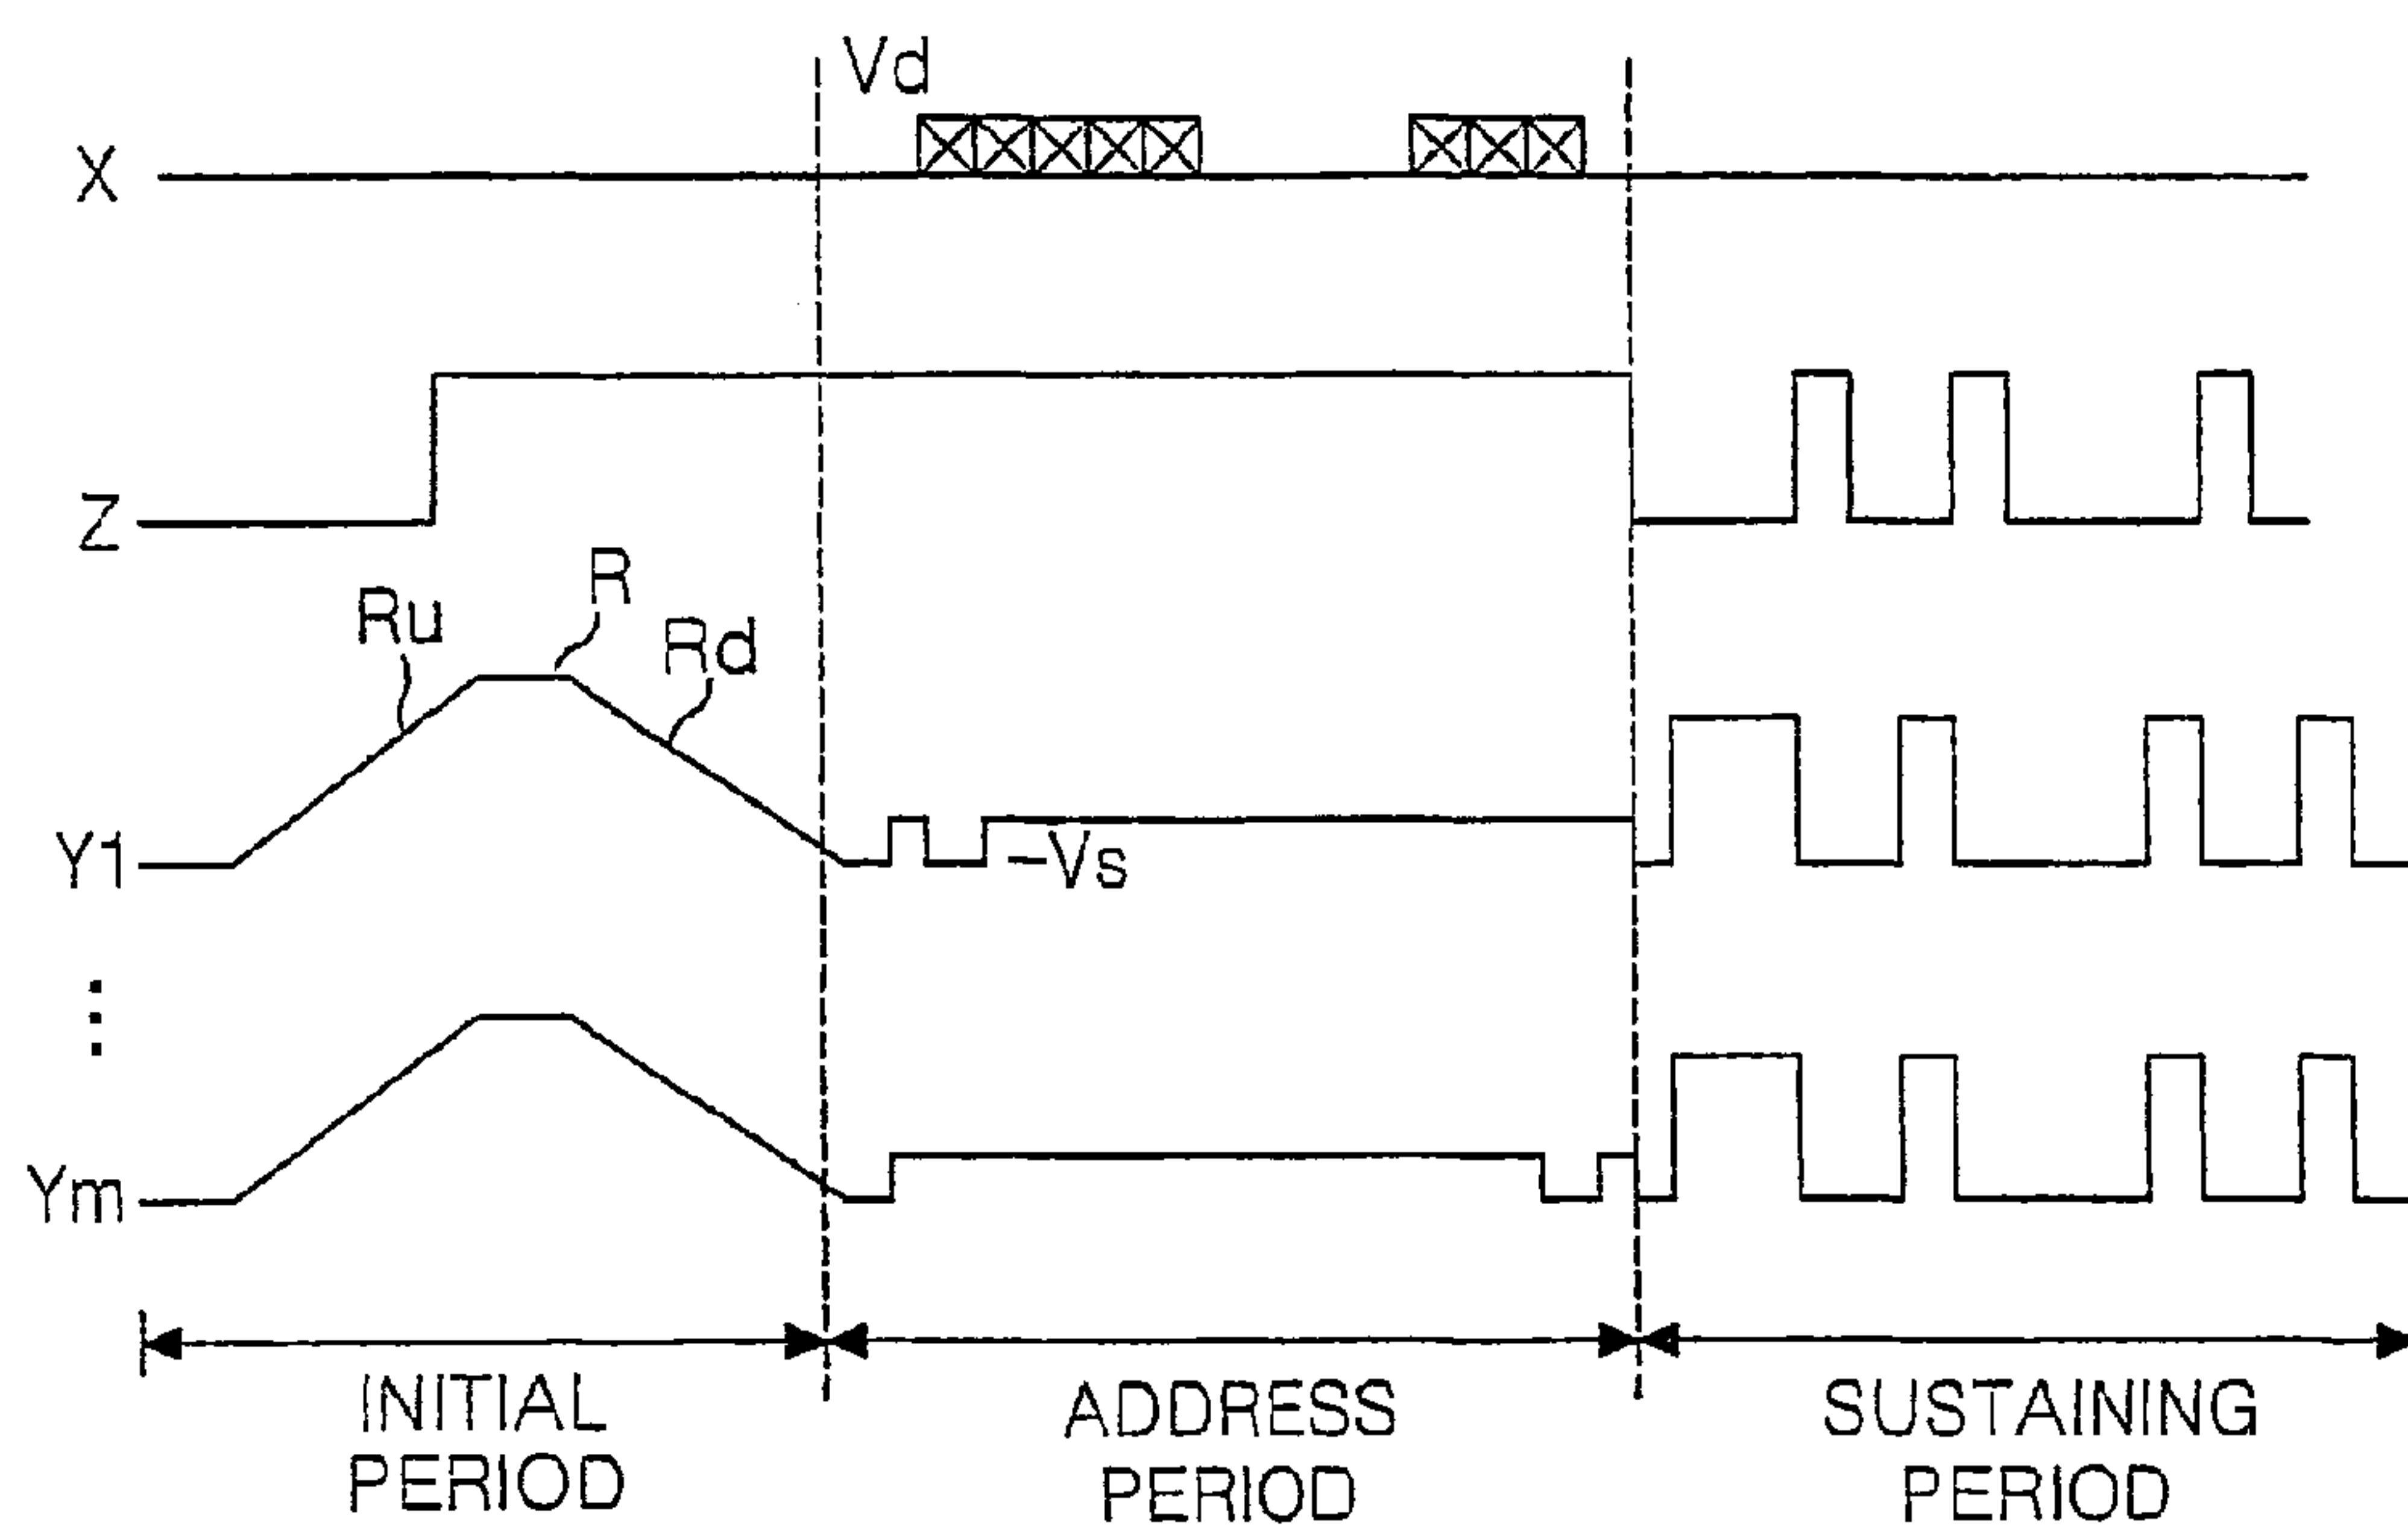 Vd
X
Z
R
Ru
Rd
Y1
-Vs
Ym
INITIAL
PERIOD
ADDRESS
PERIOD
SUSTAINING
PERIOD